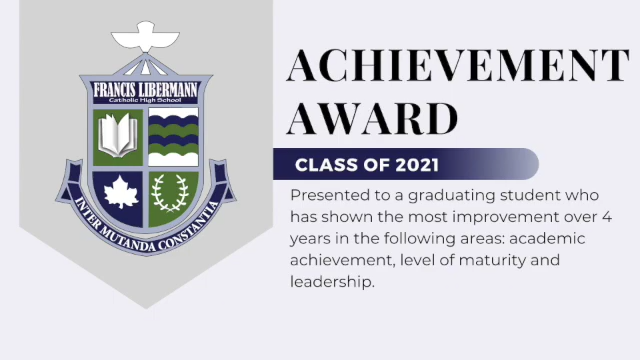 FRANCIS LIBERMANN
Catholic High School
INTER MUTANDA CONSTANTIA
ACHIEVEMENT
AWARD
CLASS OF 2021
Presented to a graduating student who
has shown the most improvement over 4
years in the following areas: academic
achievement, level of maturity and
leadership.